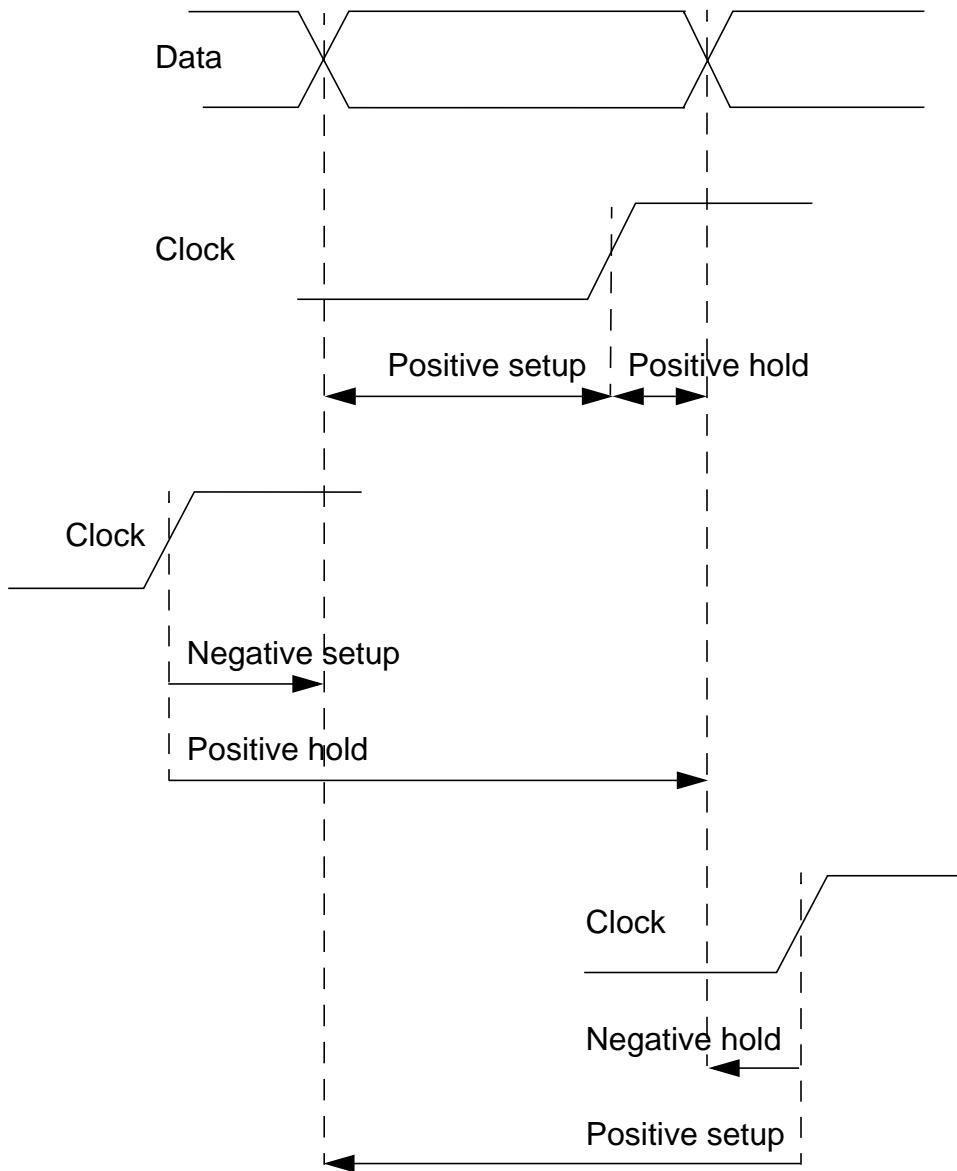 Data
Clock
Positive setup
Positive hold
Clock
Negative setup
Positive hold
Clock
Negative hold
Positive setup